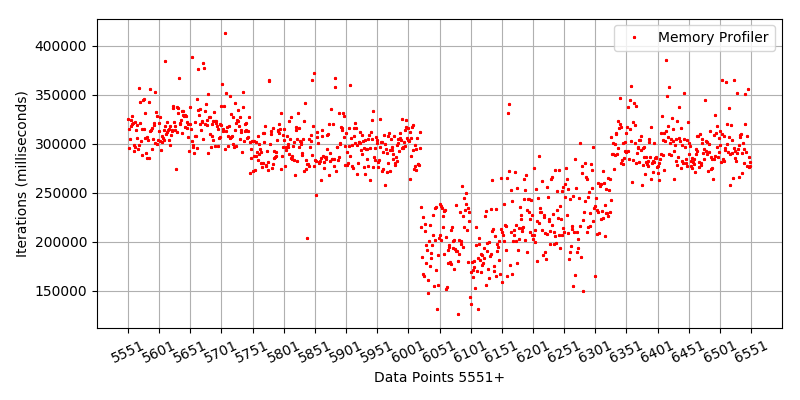 Memory Profiler
400000
350000
300000
250000
200000
150000
Iterations (milliseconds)
5551 5601 5651 5701 5751 5801 5851 5901 5951 6001 6051 6101 6151 6201 6251 6301 6351 6401 6451 6501 6551
Data Points 5551+